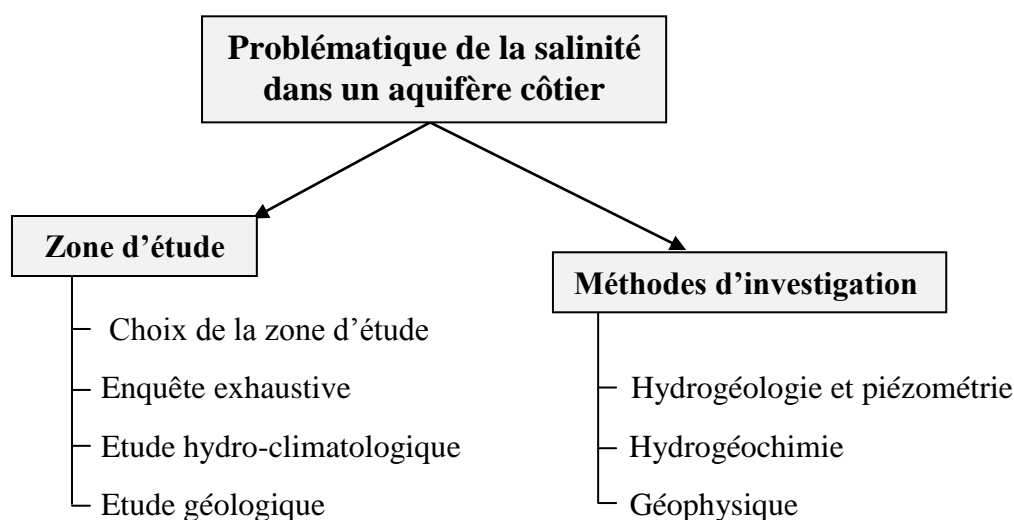 Problématique de la salinité
dans un aquifère côtier
Zone d’étude
Choix de la zone d’étude
Enquête exhaustive
Etude hydro-climatologique
Etude géologique
Méthodes d’investigation
Hydrogéologie et piézométrie
Hydrogéochimie
Géophysique